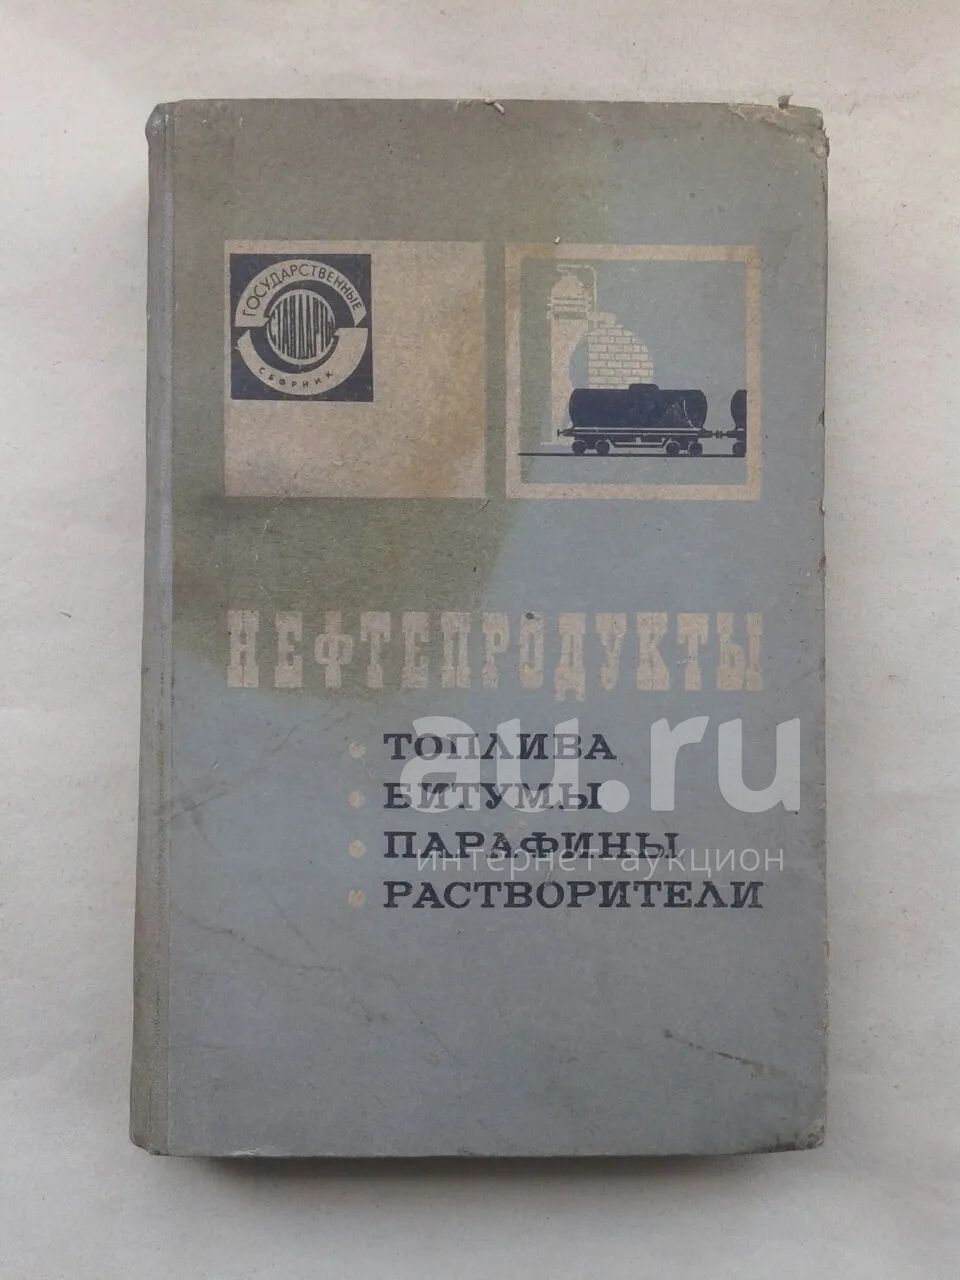 ГОСУДАРСТВЕННЫЕ
СТАНДАРТЫ
СБОРНИК
НЕФТЕПРОДУКТЫ
ТОПЛИВА
БИТУМЫ
ПАРАФИНЫ
РАСТВОРИТЕЛИ
au.ru
интернет-аукцион